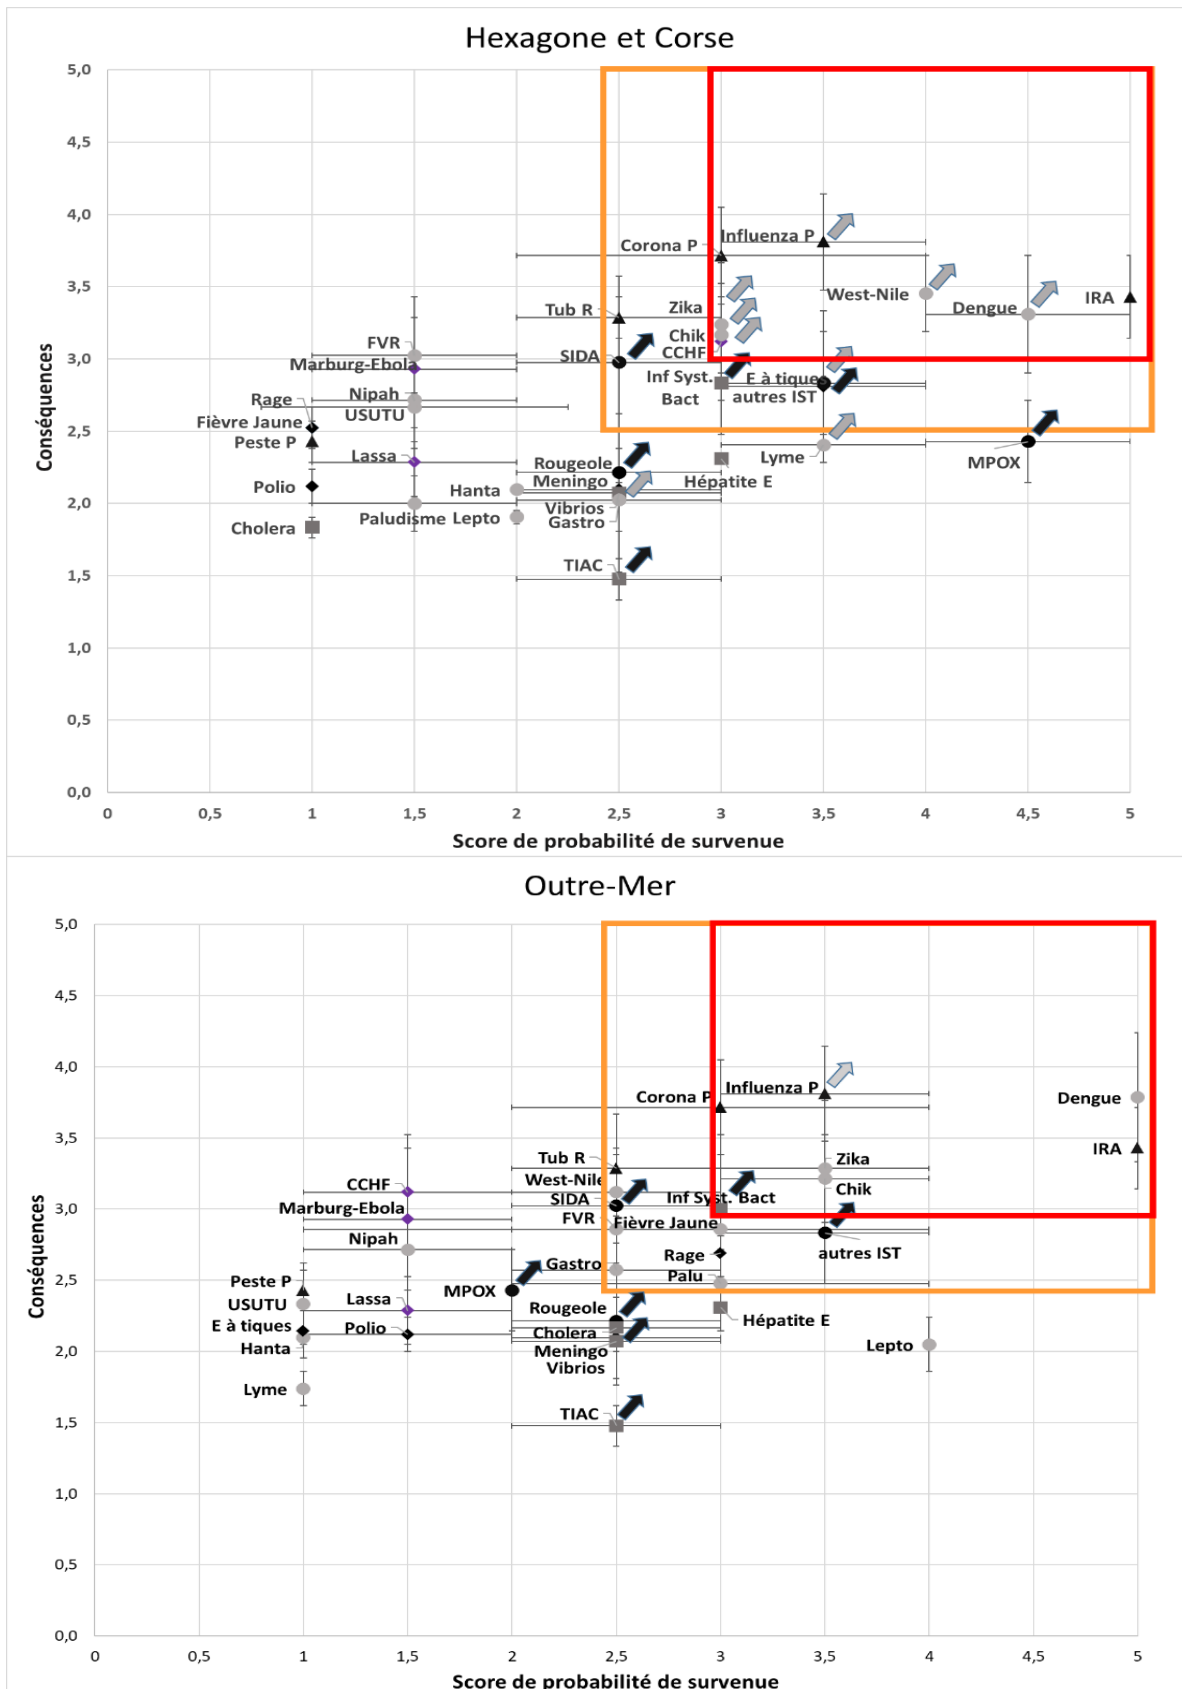 Hexagone et Corse
5,0
4,5
4,0
Influenza P
Corona P
3,5
West-Nile
IRA
Tub R
Zika
Dengue
Chik
FVR
SIDA
CCHF
3,0
Marburg-Ebola
Inf Syst.
E à tiques
Rage
Nipah
Bact
autres IST
USUTU
Fièvre Jaune
2,5
Peste P
Lassa
Rougeole
Lyme
MPOX
Polio
Hanta
Meningo
Hépatite E
2,0
Cholera
Paludisme
Lepto
Vibrios
Gastro
TIAC
1,5
1,0
0,5
0,0
0
0,5
1
1,5
2
2,5
3
3,5
4
4,5
5
Conséquences
Score de probabilité de survenue
Outre-Mer
5,0
4,5
4,0
Influenza P
Corona P
Dengue
3,5
Tub R
Zika
IRA
CCHF
West-Nile
Chik
SIDA
Inf Syst. Bact
3,0
Marburg-Ebola
FVR
Fièvre Jaune
Nipah
Gastro
Rage
autres IST
Peste P
MPOX
Palu
2,5
USUTU
Lassa
Rougeole
E à tiques
Polio
Cholera
Hépatite E
Hanta
Meningo
Lepto
2,0
Vibrios
Lyme
TIAC
1,5
1,0
0,5
0,0
0
0,5
1
1,5
2
2,5
3
3,5
4
4,5
5
Conséquences
Score de probabilité de survenue